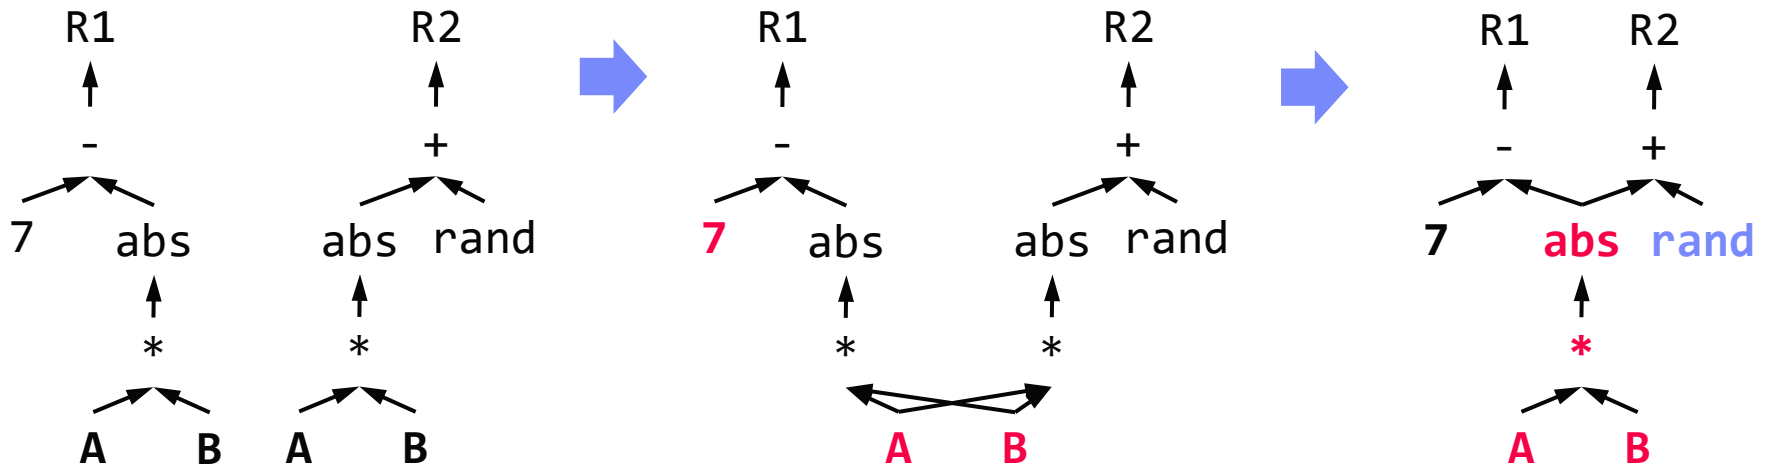 R1 R2 R1 R2 R1 R2
- + - + - +
7 abs abs rand 7 abs abs rand 7 abs rand
* * * * *
A B A B A B A B